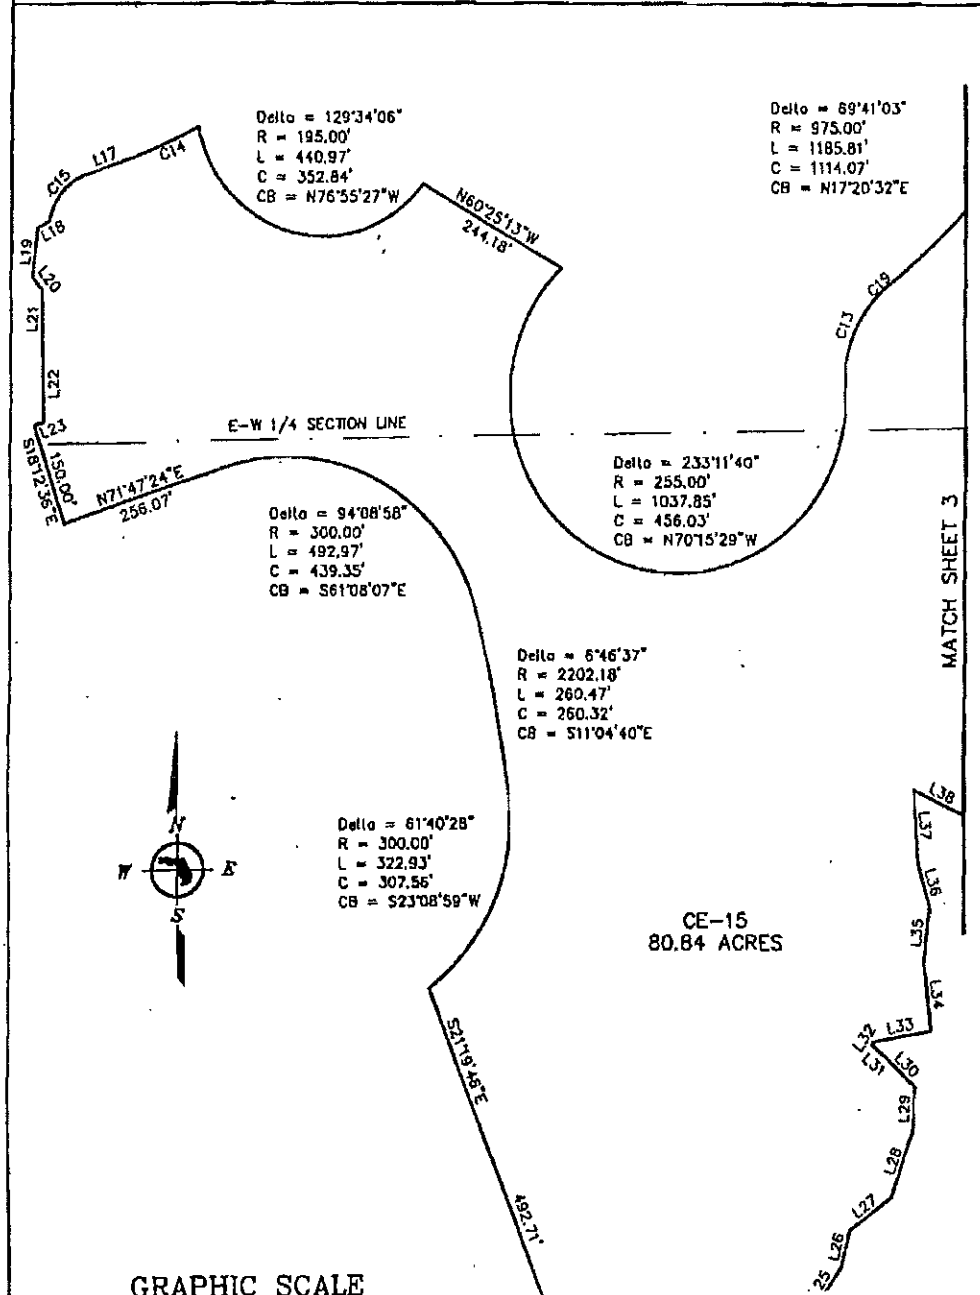 Delta = 129°34'06"
R = 195.00'
L = 440.97'
C = 352.84'
CB = N76°55'27"W
Delta = 69°41'03"
R = 975.00'
L = 1185.81'
C = 1114.07'
CB = N17°20'32"E
C14
L17
C15
L18
L19
L20
L21
L22
L23
N60°25'13"W
244.18'
C19
C13
E-W 1/4 SECTION LINE
S18°12'36"E
150.00'
N71°47'24"E
256.07'
Delta = 233°11'40"
R = 255.00'
L = 1037.85'
C = 456.03'
CB = N70°15'29"W
Delta = 94°08'58"
R = 300.00'
L = 492.97'
C = 439.35'
CB = S61°08'07"E
MATCH SHEET 3
Delta = 6°46'37"
R = 2202.18'
L = 260.47'
C = 260.32'
CB = S11°04'40"E
L38
L37
L36
L35
L34
L33
L32
L31
L30
L29
L28
L27
L26
25
Delta = 61°40'28"
R = 300.00'
L = 322.93'
C = 307.56'
CB = S23°08'59"W
N
W E
S
CE-15
80.84 ACRES
S21°19'46"E
492.71'
GRAPHIC SCALE